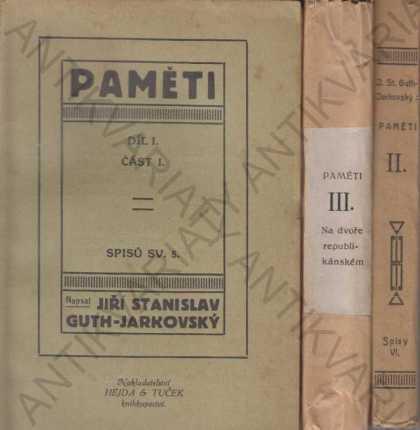 PAMĚTI
DÍL I.
ČÁST I.
SPISŮ SV. 5.
Napsal JIŘÍ STANISLAV
GUTH-JARKOVSKÝ
Nakladatelství
HEJDA & TUČEK
knihkupectví.
PAMĚTI
III.
Na dvoře
republi-
kánském
J. St. Guth-
Jarkovský
PAMĚTI
II.
Spisy
VI.
ANTIKVARIÁTY